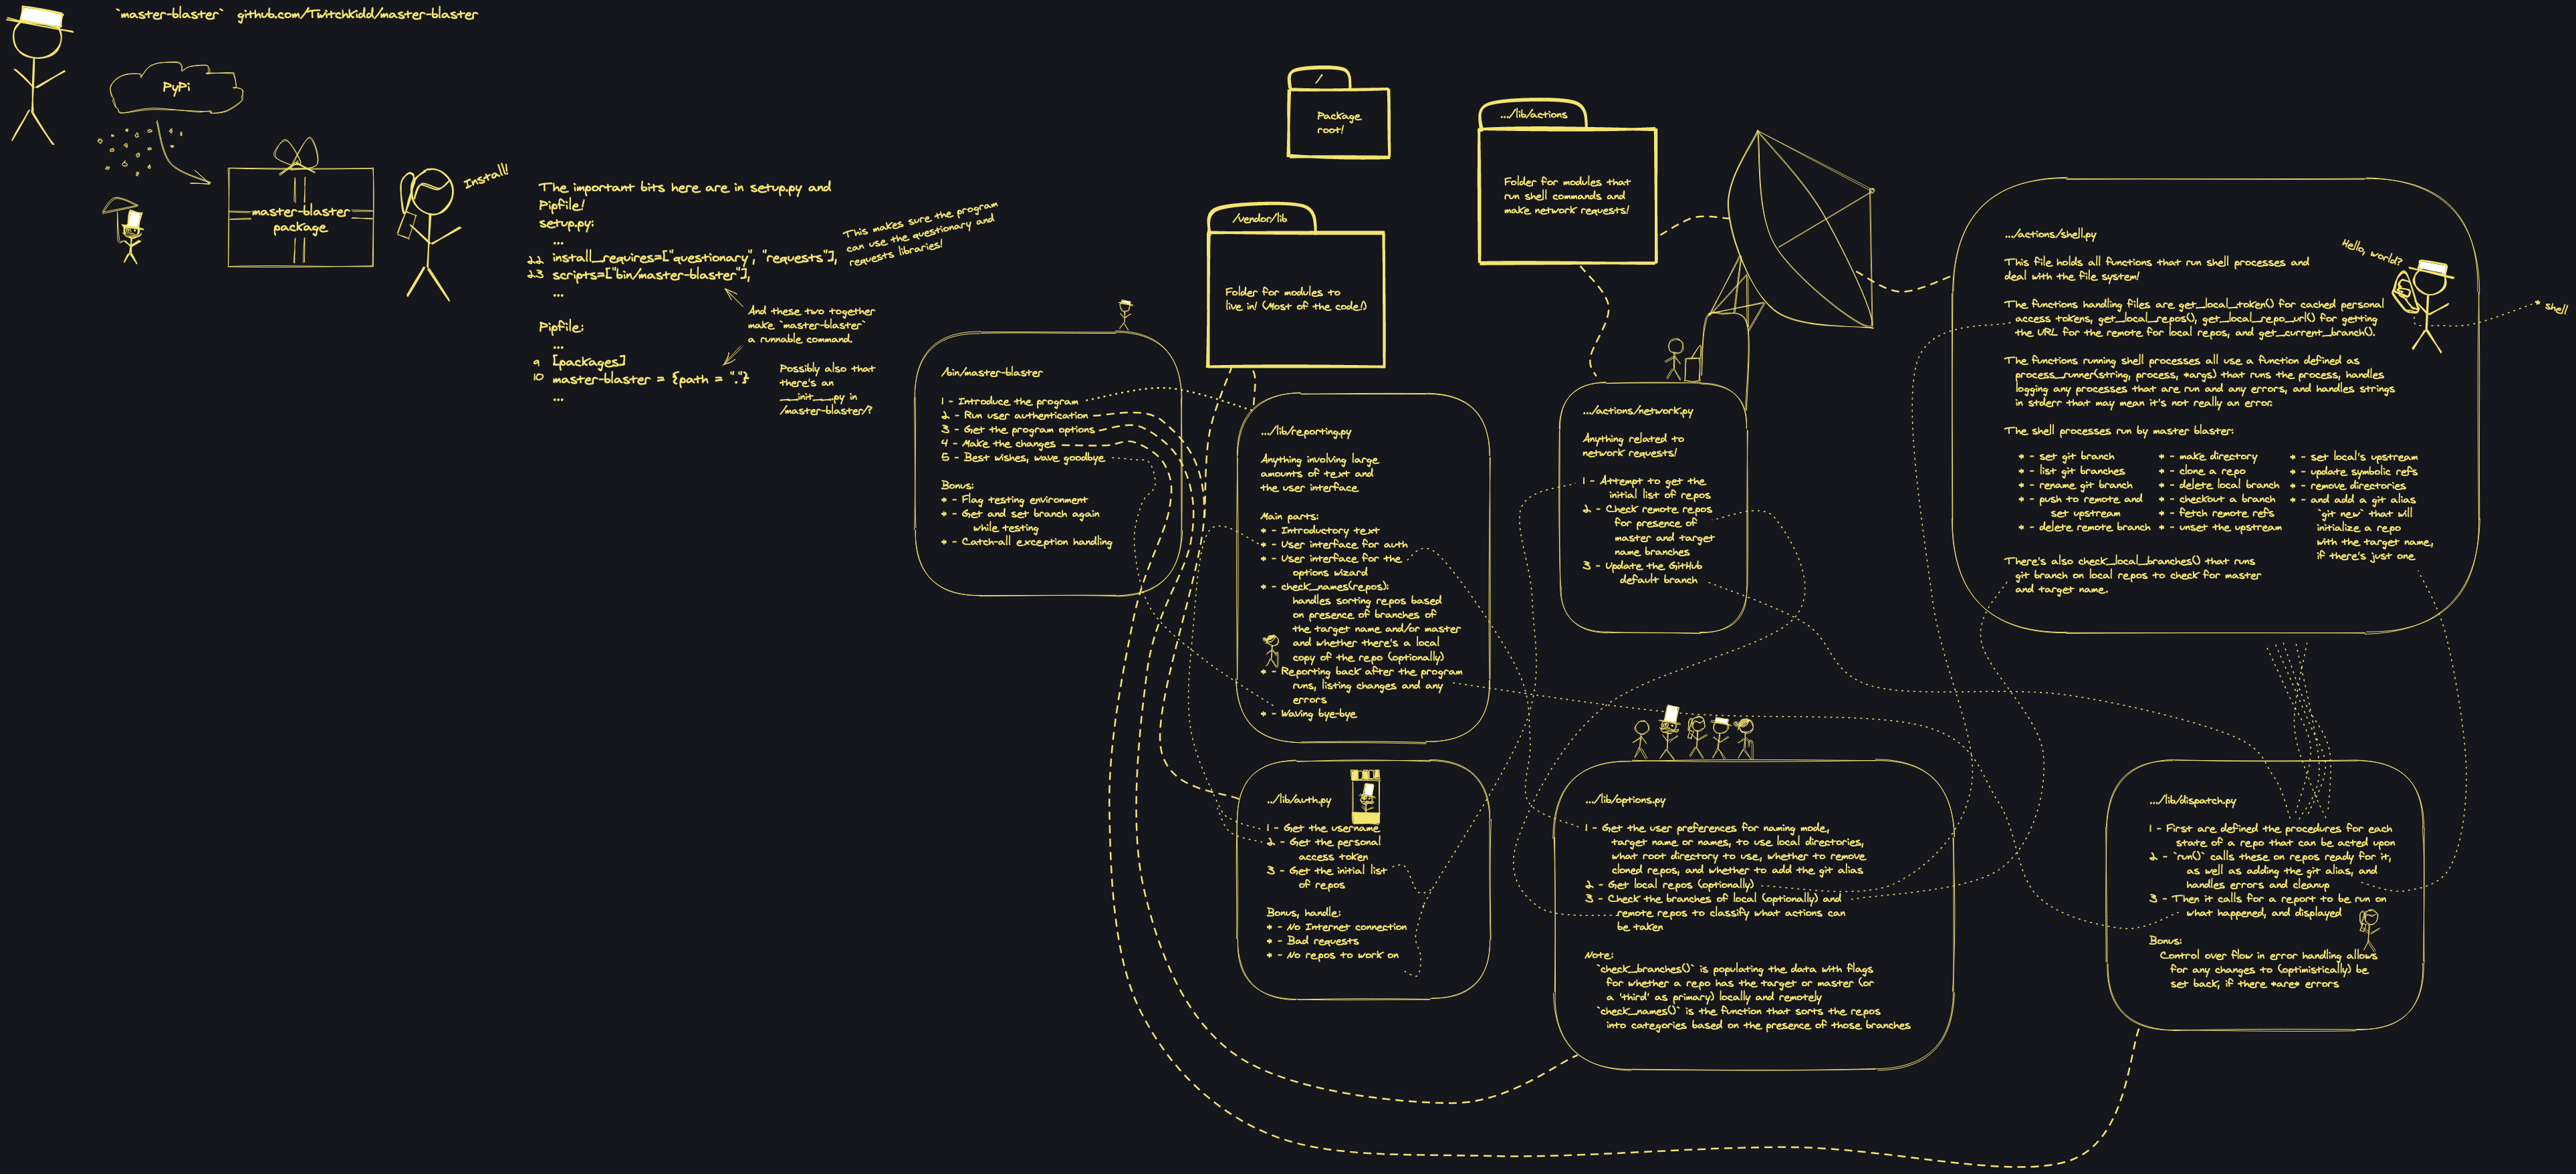 `master-blaster`   github.com/TwitchKidd/master-blaster
PyPi
master-blaster
package
Install!
The important bits here are in setup.py and
Pipfile!
setup.py:
...
22 install_requires=["questionary", "requests"],
23 scripts=["bin/master-blaster"],
...
This makes sure the program
can use the questionary and
requests libraries!
And these two together
make `master-blaster`
a runnable command.
Pipfile:
...
9 [packages]
10 master-blaster = {path = "."}
...
Possibly also that
there's an
__init__.py in
/master-blaster/?
/
Package
root!
/vendor/lib
Folder for modules to
live in! (Most of the code!)
.../lib/actions
Folder for modules that
run shell commands and
make network requests!
/bin/master-blaster
1 - Introduce the program
2 - Run user authentication
3 - Get the program options
4 - Make the changes
5 - Best wishes, wave goodbye
Bonus:
* - Flag testing environment
* - Get and set branch again
while testing
* - Catch-all exception handling
.../lib/reporting.py
Anything involving large
amounts of text and
the user interface
Main parts:
* - Introductory text
* - User interface for auth
* - User interface for the
options wizard
* - check_names(repos):
handles sorting repos based
on presence of branches of
the target name and/or master
and whether there's a local
copy of the repo (optionally)
* - Reporting back after the program
runs, listing changes and any
errors
* - Waving bye-bye
.../actions/network.py
Anything related to
network requests!
1 - Attempt to get the
initial list of repos
2 - Check remote repos
for presence of
master and target
name branches
3 - Update the GitHub
default branch
.../actions/shell.py
This file holds all functions that run shell processes and
deal with the file system!
Hello, world?
* shell
The functions handling files are get_local_token() for cached personal
access tokens, get_local_repos(), get_local_repo_url() for getting
the URL for the remote for local repos, and get_current_branch().
The functions running shell processes all use a function defined as
process_runner(string, process, *args) that runs the process, handles
logging any processes that are run and any errors, and handles strings
in stderr that may mean it's not really an error.
The shell processes run by master blaster:
* - set git branch
* - list git branches
* - rename git branch
* - push to remote and
set upstream
* - delete remote branch
* - make directory
* - clone a repo
* - delete local branch
* - checkout a branch
* - fetch remote refs
* - unset the upstream
* - set local's upstream
* - update symbolic refs
* - remove directories
* - and add a git alias
`git new` that will
initialize a repo
with the target name,
if there's just one
There's also check_local_branches() that runs
git branch on local repos to check for master
and target name.
../lib/auth.py
1 - Get the username
2 - Get the personal
access token
3 - Get the initial list
of repos
Bonus, handle:
* - No Internet connection
* - Bad requests
* - No repos to work on
.../lib/options.py
1 - Get the user preferences for naming mode,
target name or names, to use local directories,
what root directory to use, whether to remove
cloned repos, and whether to add the git alias
2 - Get local repos (optionally)
3 - Check the branches of local (optionally) and
remote repos to classify what actions can
be taken
Note:
`check_branches()` is populating the data with flags
for whether a repo has the target or master (or
a 'third' as primary) locally and remotely
`check_names()` is the function that sorts the repos
into categories based on the presence of those branches
.../lib/dispatch.py
1 - First are defined the procedures for each
state of a repo that can be acted upon
2 - `run()` calls these on repos ready for it,
as well as adding the git alias, and
handles errors and cleanup
3 - Then it calls for a report to be run on
what happened, and displayed
Bonus:
Control over flow in error handling allows
for any changes to (optimistically) be
set back, if there *are* errors